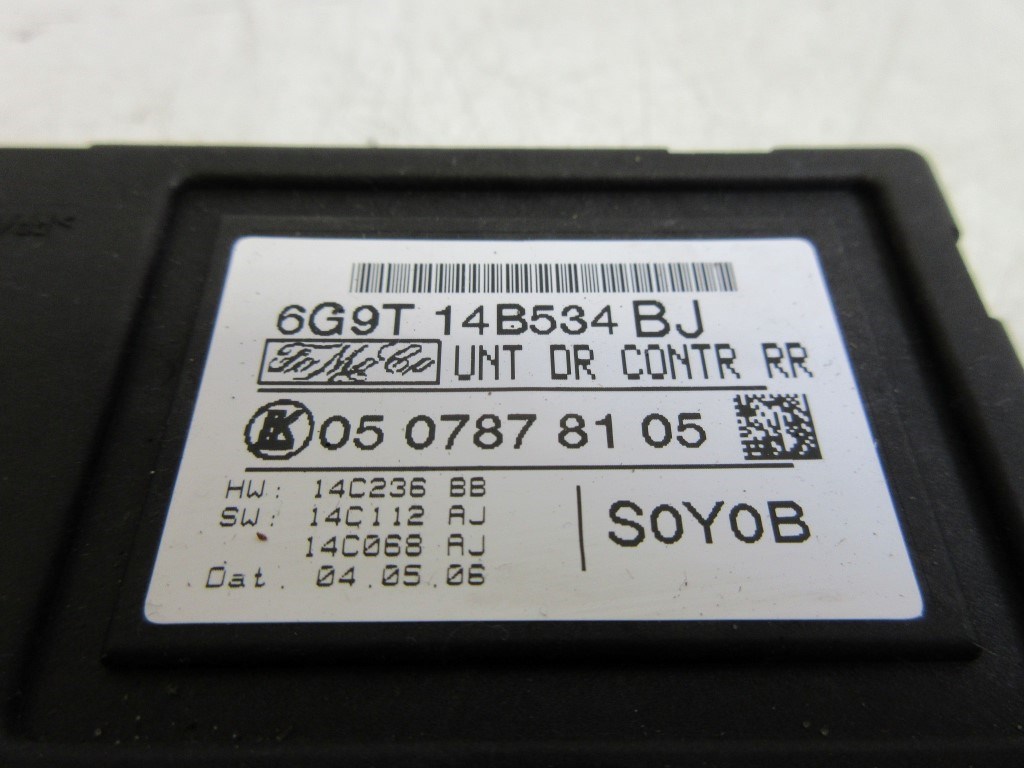 6G9T 14B534 BJ
FoMoCo UNT DR CONTR RR
K 05 0787 81 05
HW: 14C236 BB
SW: 14C112 AJ
14C068 AJ
S0Y0B
Dat. 04.05.06